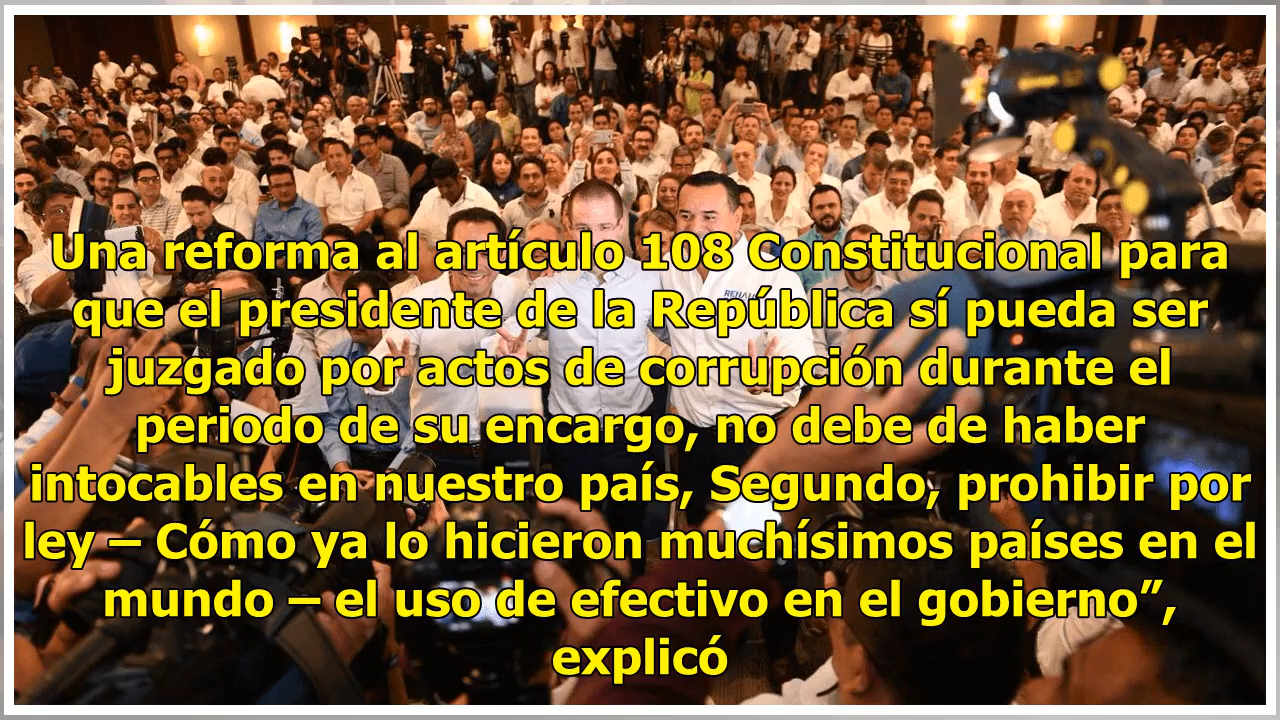 Una reforma al artículo 108 Constitucional para
que el presidente de la República sí pueda ser
juzgado por actos de corrupción durante el
periodo de su encargo, no debe de haber
intocables en nuestro país, Segundo, prohibir por
ley – Cómo ya lo hicieron muchísimos países en el
mundo – el uso de efectivo en el gobierno”,
explicó